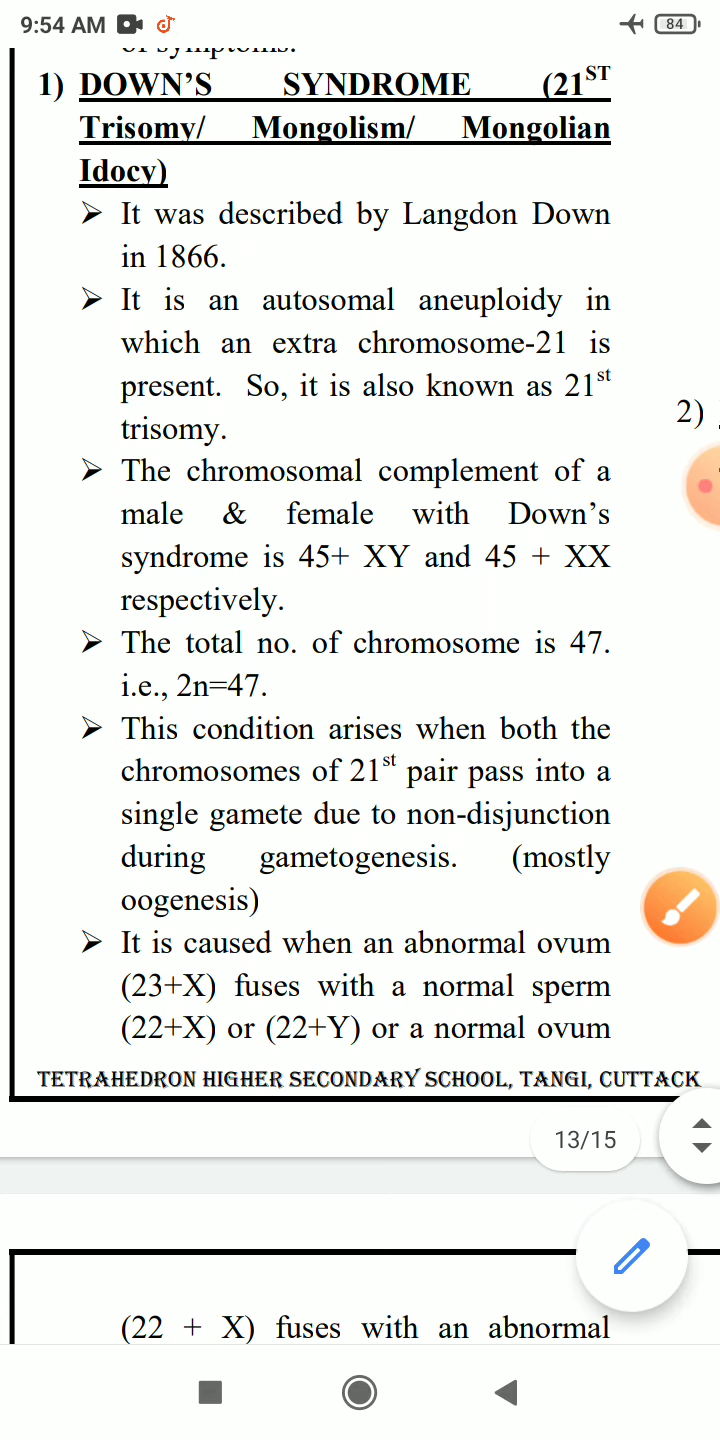 9:54 AM
84
1) DOWN’S SYNDROME (21ST
Trisomy/ Mongolism/ Mongolian
Idocy)
➢ It was described by Langdon Down
in 1866.
➢ It is an autosomal aneuploidy in
which an extra chromosome-21 is
present. So, it is also known as 21st
trisomy.
2)
➢ The chromosomal complement of a
male & female with Down’s
syndrome is 45+ XY and 45 + XX
respectively.
➢ The total no. of chromosome is 47.
i.e., 2n=47.
➢ This condition arises when both the
chromosomes of 21st pair pass into a
single gamete due to non-disjunction
during gametogenesis. (mostly
oogenesis)
➢ It is caused when an abnormal ovum
(23+X) fuses with a normal sperm
(22+X) or (22+Y) or a normal ovum
TETRAHEDRON HIGHER SECONDARY SCHOOL, TANGI, CUTTACK
13/15
(22 + X) fuses with an abnormal